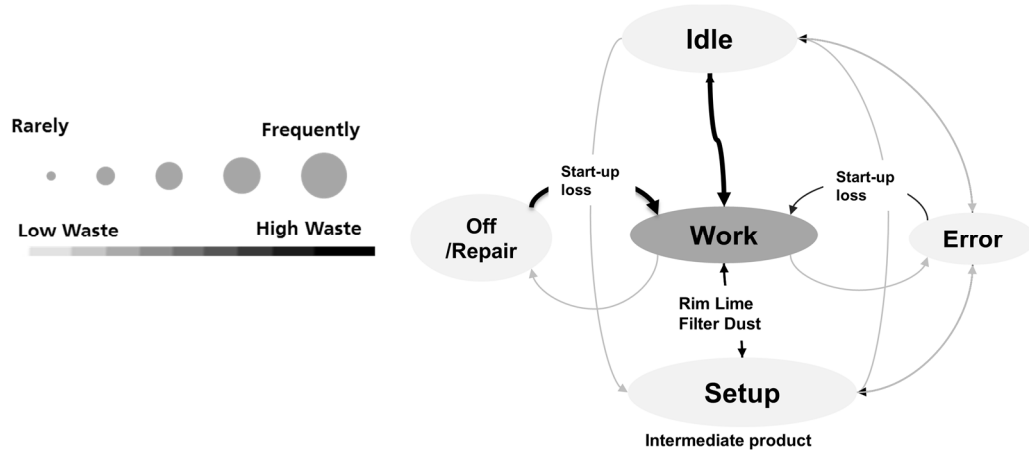 Rarely
Frequently
Low Waste
High Waste
Idle
Start-up
loss
Start-up
loss
Off
/Repair
Work
Error
Rim Lime
Filter Dust
Setup
Intermediate product